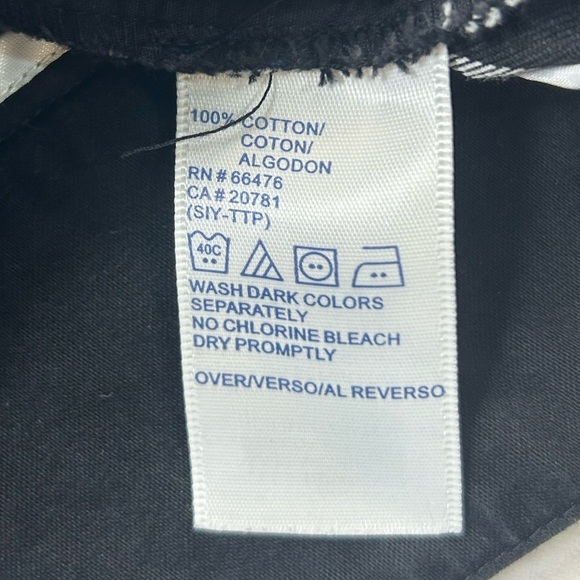 100% COTTON/
COTON/
ALGODON
RN # 66476
CA # 20781
(SIY-TTP)
40C
WASH DARK COLORS
SEPARATELY
NO CHLORINE BLEACH
DRY PROMPTLY
OVER/VERSO/AL REVERSO